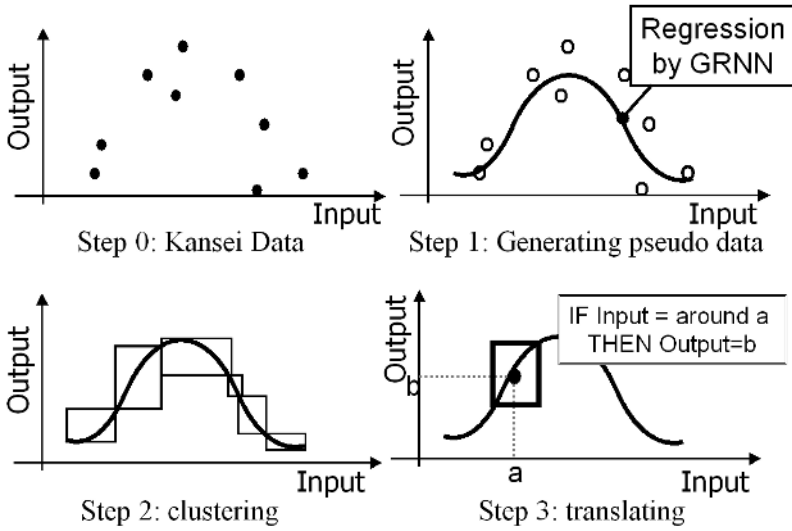 Output
Input
Step 0: Kansei Data
Output
Regression
by GRNN
Input
Step 1: Generating pseudo data
Output
Input
Step 2: clustering
Output
IF Input = around a
THEN Output=b
b
a
Input
Step 3: translating